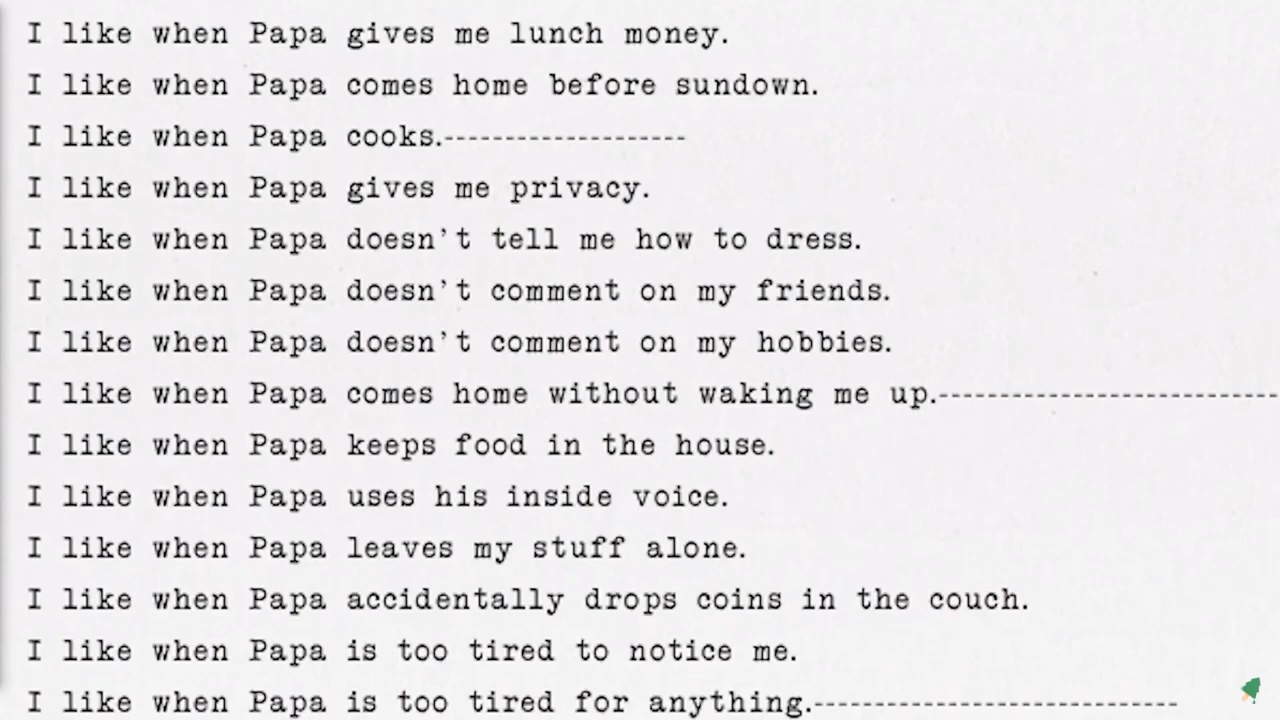 I like when Papa gives me lunch money.
I like when Papa comes home before sundown.
I like when Papa cooks.--------------------
I like when Papa gives me privacy.
I like when Papa doesn't tell me how to dress.
I like when Papa doesn't comment on my friends.
I like when Papa doesn't comment on my hobbies.
I like when Papa comes home without waking me up.----------------------------
I like when Papa keeps food in the house.
I like when Papa uses his inside voice.
I like when Papa leaves my stuff alone.
I like when Papa accidentally drops coins in the couch.
I like when Papa is too tired to notice me.
I like when Papa is too tired for anything.------------------------------